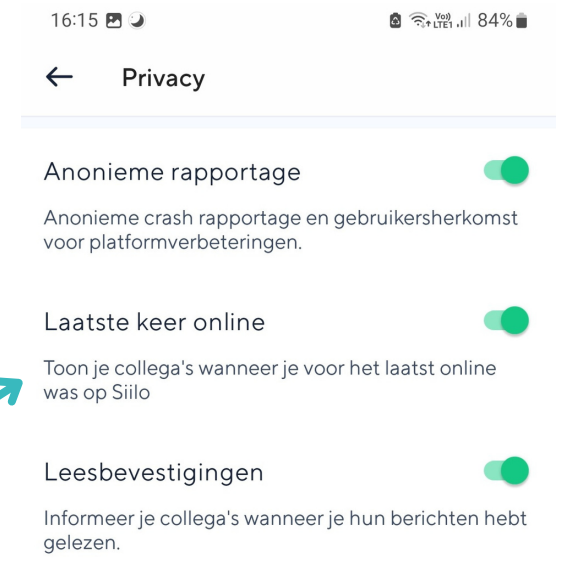 16:15 Vo)) LTE1 84%
Privacy
Anonieme rapportage
Anonieme crash rapportage en gebruikersherkomst
voor platformverbeteringen.
Laatste keer online
Toon je collega's wanneer je voor het laatst online
was op Siilo
Leesbevestigingen
Informeer je collega's wanneer je hun berichten hebt
gelezen.